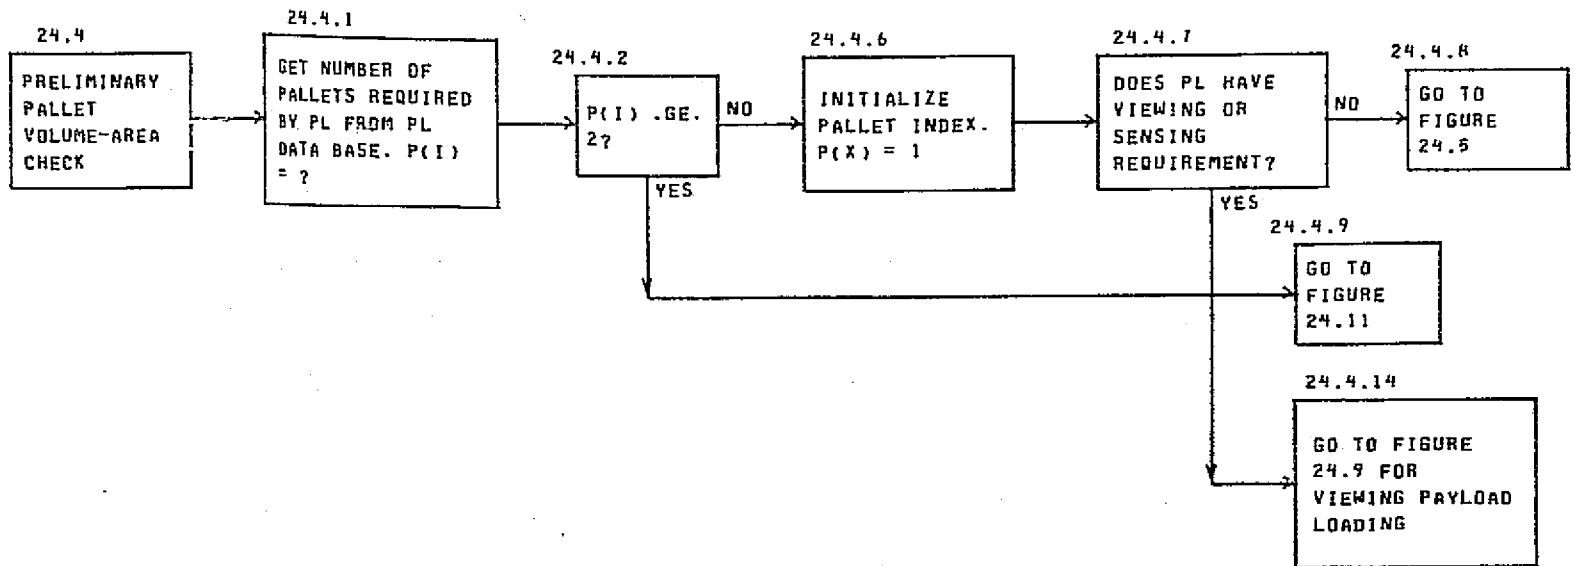 24.4
PRELIMINARY
PALLET
VOLUME-AREA
CHECK
24.4.1
GET NUMBER OF
PALLETS REQUIRED
BY PL FROM PL
DATA BASE. P(I)
= ?
24.4.2
P(I) .GE.
2?
NO
YES
24.4.6
INITIALIZE
PALLET INDEX.
P(X) = 1
24.4.7
DOES PL HAVE
VIEWING OR
SENSING
REQUIREMENT?
NO
YES
24.4.8
GO TO
FIGURE
24.5
24.4.9
GO TO
FIGURE
24.11
24.4.14
GO TO FIGURE
24.9 FOR
VIEWING PAYLOAD
LOADING